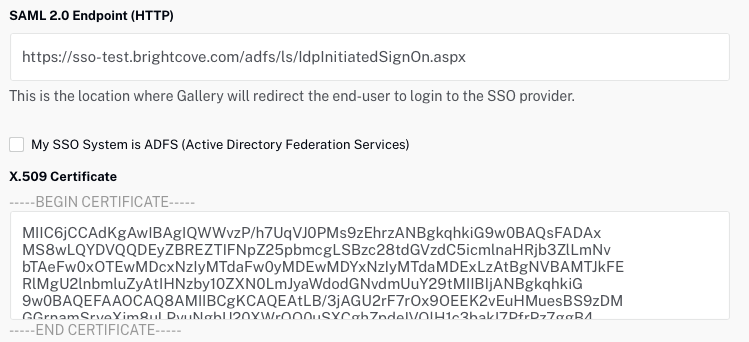 SAML 2.0 Endpoint (HTTP)
https://sso-test.brightcove.com/adfs/ls/IdpInitiatedSignOn.aspx
This is the location where Gallery will redirect the end-user to login to the SSO provider.
My SSO System is ADFS (Active Directory Federation Services)
X.509 Certificate
-----BEGIN CERTIFICATE-----
MIIC6jCCAdKgAwIBAgIQWWvzP/h7UqVJ0PMs9zEhrzANBgkqhkiG9w0BAQsFADAx
MS8wLQYDVQQDEyZBREZTIFNpZ25pbmcgLSBzc28tdGVzdC5icmlnaHRjb3ZlLmNv
bTAeFw0xOTEwMDcxNzIyMTdaFw0yMDEwMDYxNzIyMTdaMDExLzAtBgNVBAMTJkFE
RlMgU2lnbmluZyAtIHNzby10ZXN0LmJyaWdodGNvdmUuY29tMIIBIjANBgkqhkiG
9w0BAQEFAAOCAQ8AMIIBCgKCAQEAtLB/3jAGU2rF7rOx9OEEK2vEuHMuesBS9zDM
-----END CERTIFICATE-----